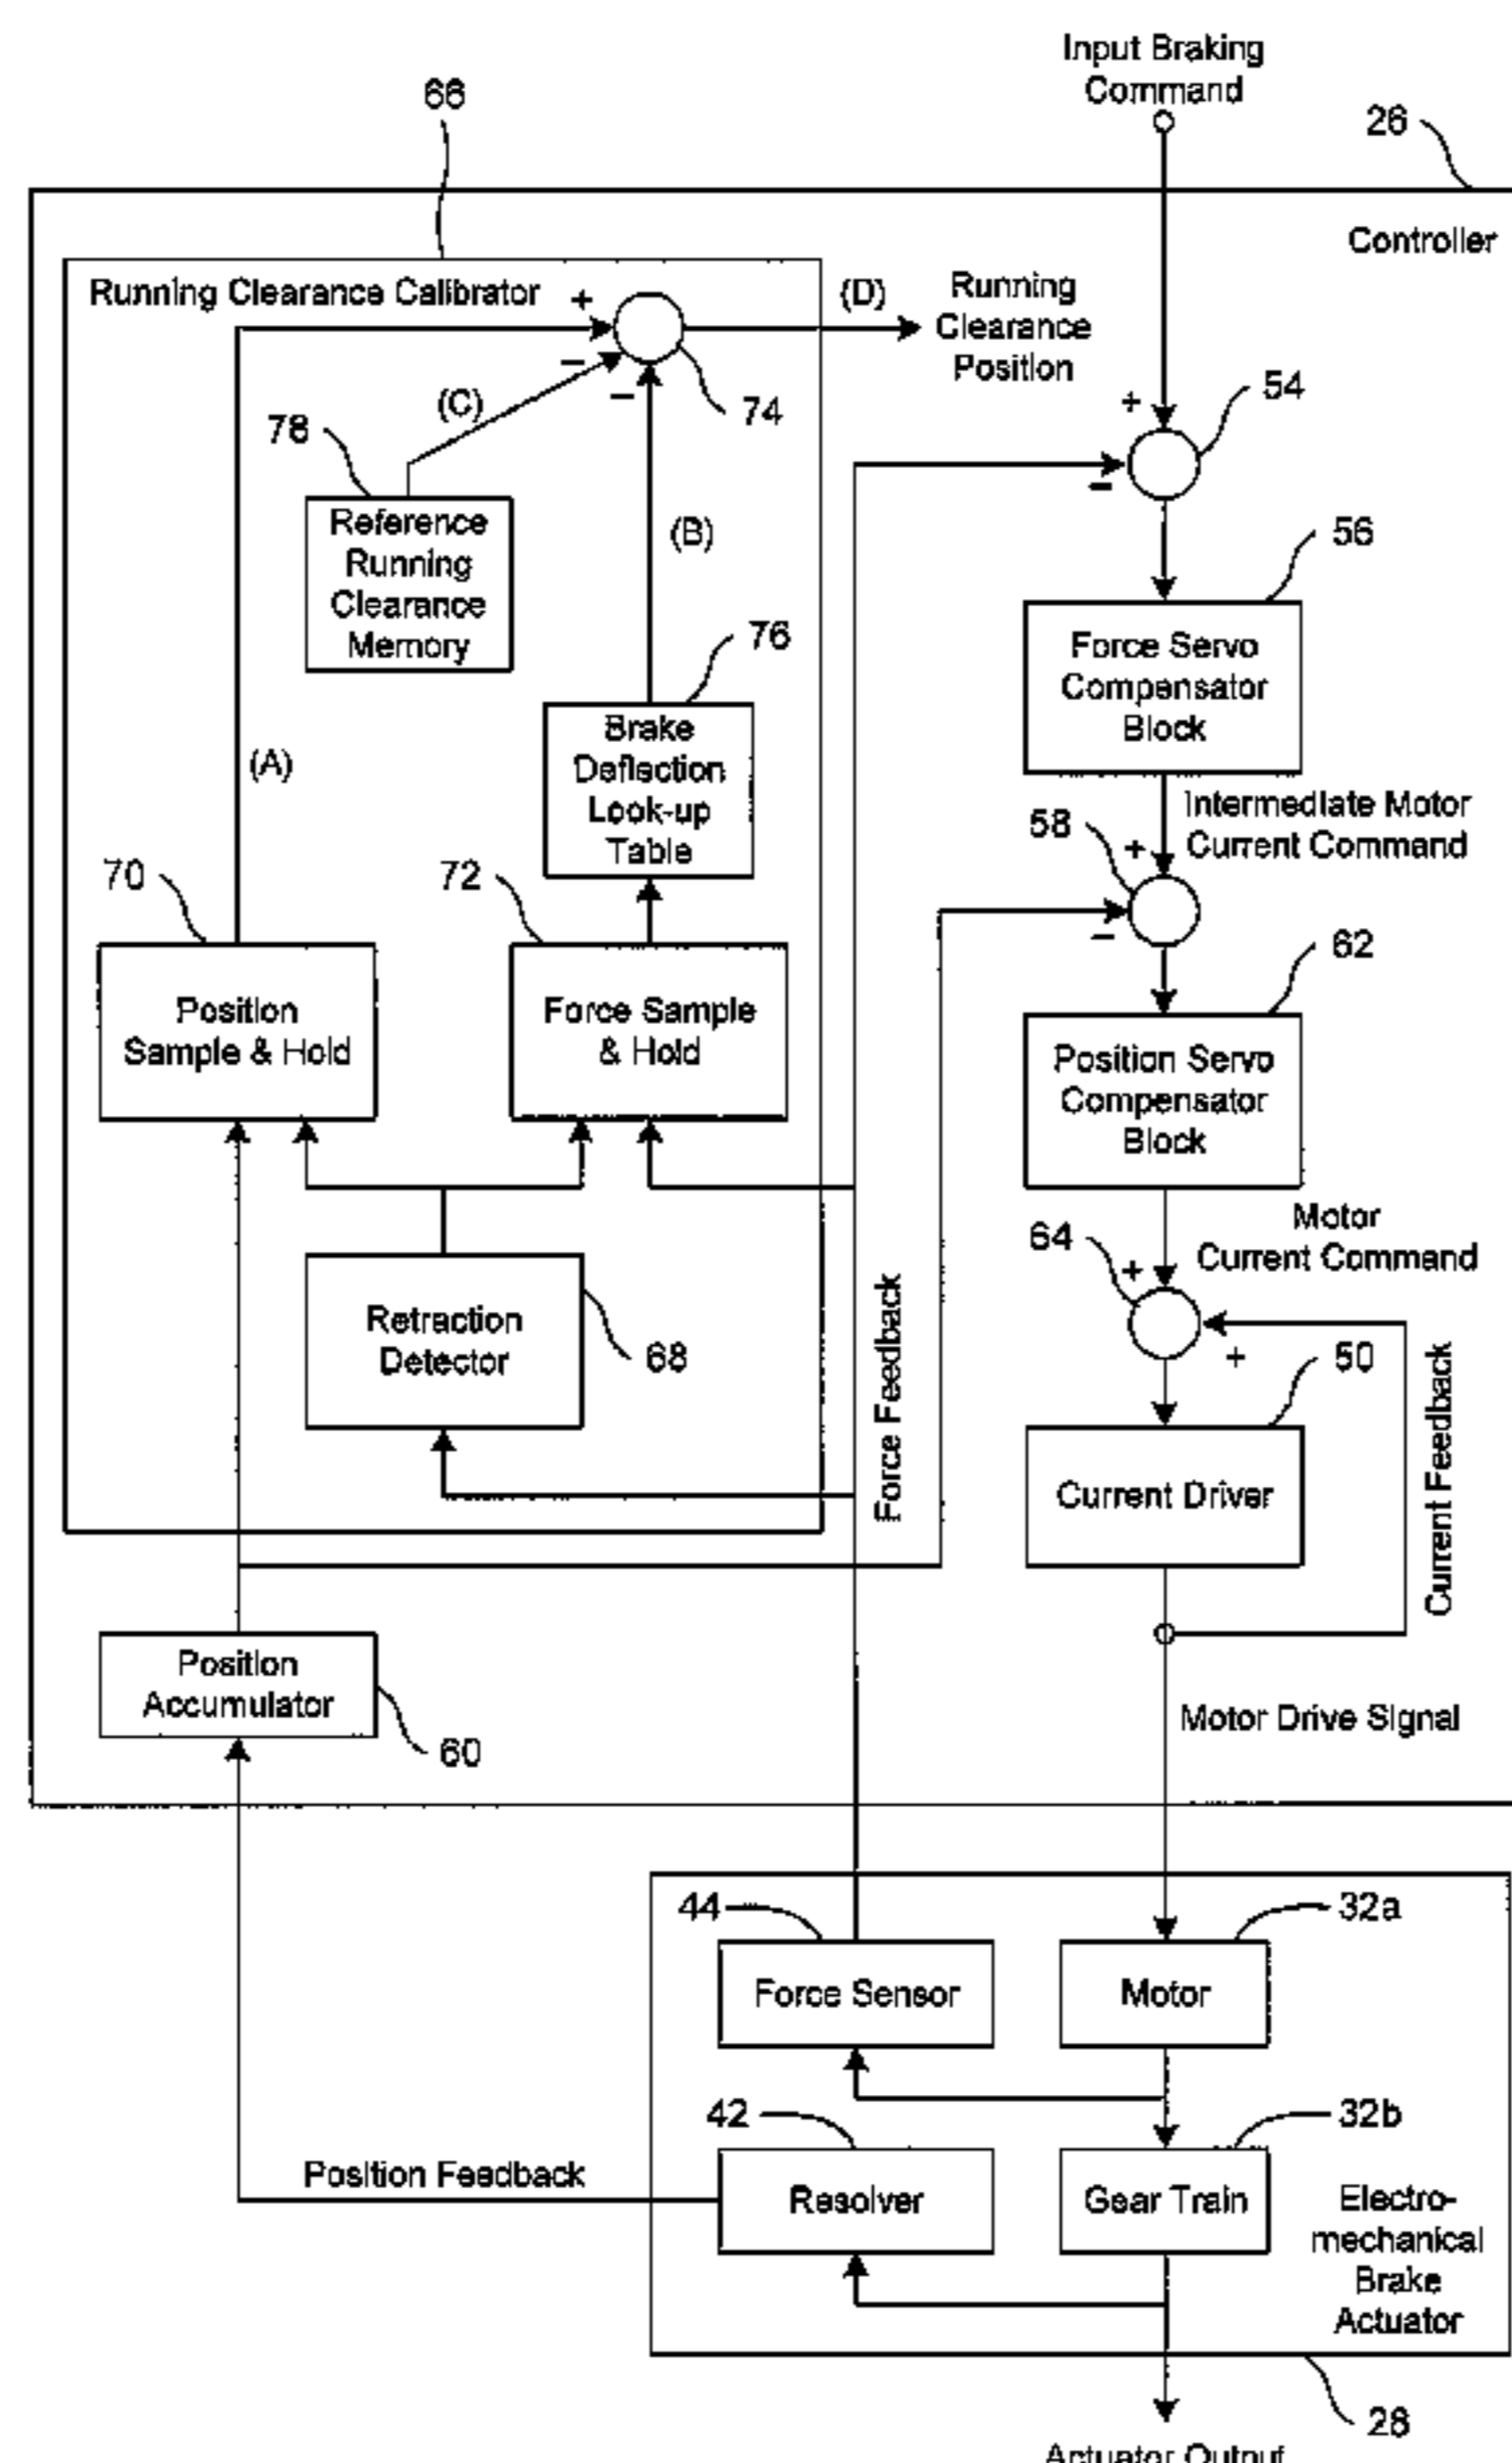 Input Braking
Command
66
26
Controller
Running Clearance Calibrator
+
−
−
(D)
Running
Clearance
Position
74
(C)
78
Reference
Running
Clearance
Memory
(B)
+
−
54
56
Force Servo
Compensator
Block
76
Brake
Deflection
Look-up
Table
(A)
Intermediate Motor
Current Command
58
+
−
70
72
Position
Sample & Hold
Force Sample
& Hold
62
Position Servo
Compensator
Block
Motor
Current Command
64
+
+
Retraction
Detector
68
Force Feedback
50
Current Driver
Current Feedback
Position
Accumulator
60
Motor Drive Signal
44
32a
Force Sensor
Motor
42
32b
Position Feedback
Resolver
Gear Train
Electro-
mechanical
Brake
Actuator
28
Actuator Output